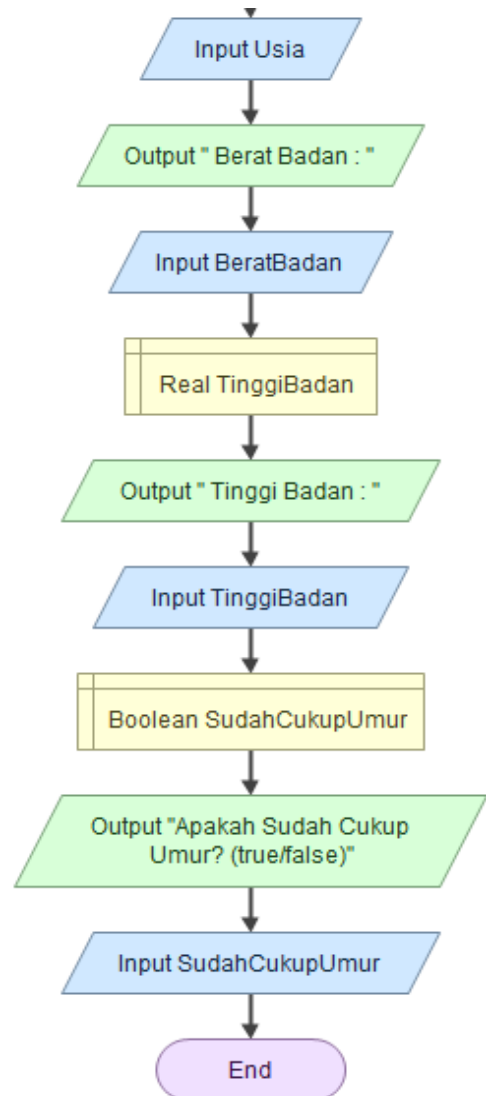 Input Usia
Output " Berat Badan : "
Input BeratBadan
Real TinggiBadan
Output " Tinggi Badan : "
Input TinggiBadan
Boolean SudahCukupUmur
Output "Apakah Sudah Cukup
Umur? (true/false)"
Input SudahCukupUmur
End